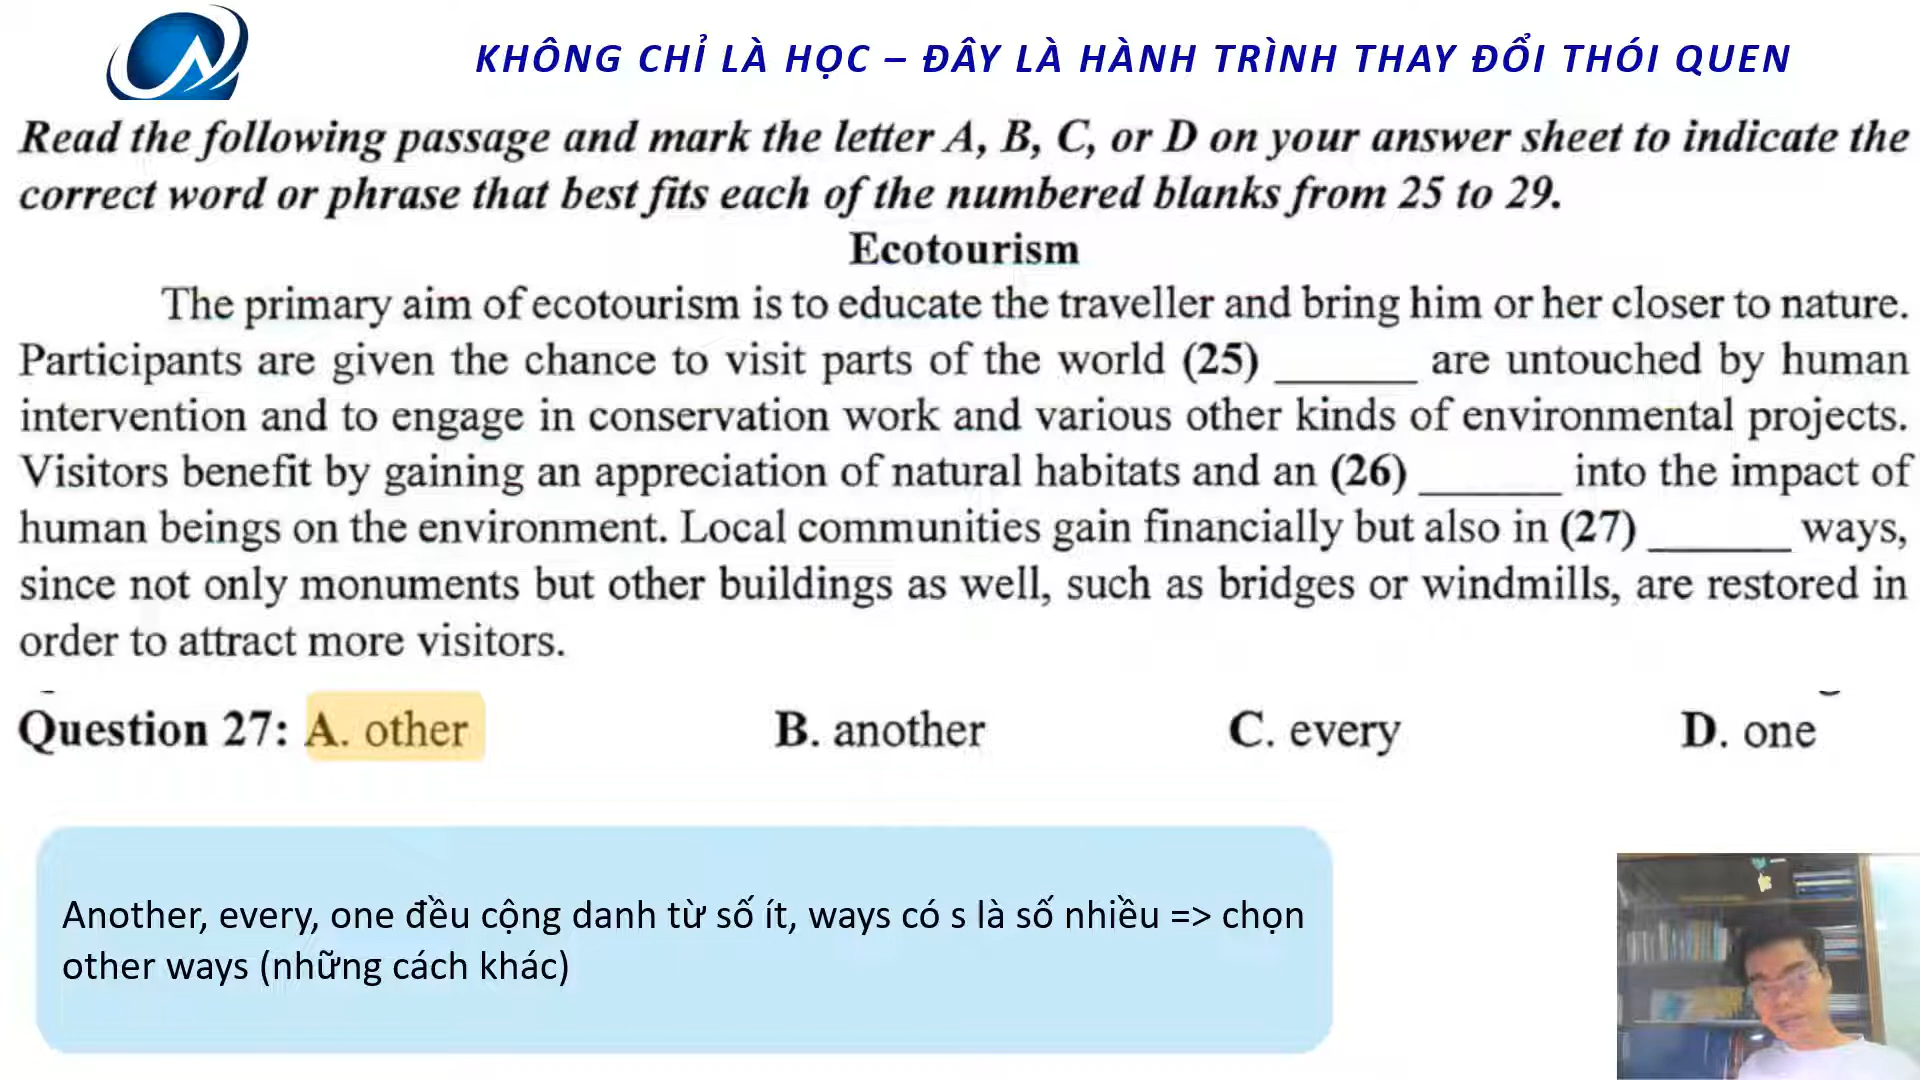 KHÔNG CHỈ LÀ HỌC – ĐÂY LÀ HÀNH TRÌNH THAY ĐỔI THÓI QUEN
Read the following passage and mark the letter A, B, C, or D on your answer sheet to indicate the
correct word or phrase that best fits each of the numbered blanks from 25 to 29.
Ecotourism
The primary aim of ecotourism is to educate the traveller and bring him or her closer to nature.
Participants are given the chance to visit parts of the world (25) ______ are untouched by human
intervention and to engage in conservation work and various other kinds of environmental projects.
Visitors benefit by gaining an appreciation of natural habitats and an (26) ______ into the impact of
human beings on the environment. Local communities gain financially but also in (27) ______ ways,
since not only monuments but other buildings as well, such as bridges or windmills, are restored in
order to attract more visitors.
Question 27: A. other B. another C. every D. one
Another, every, one đều cộng danh từ số ít, ways có s là số nhiều => chọn
other ways (những cách khác)